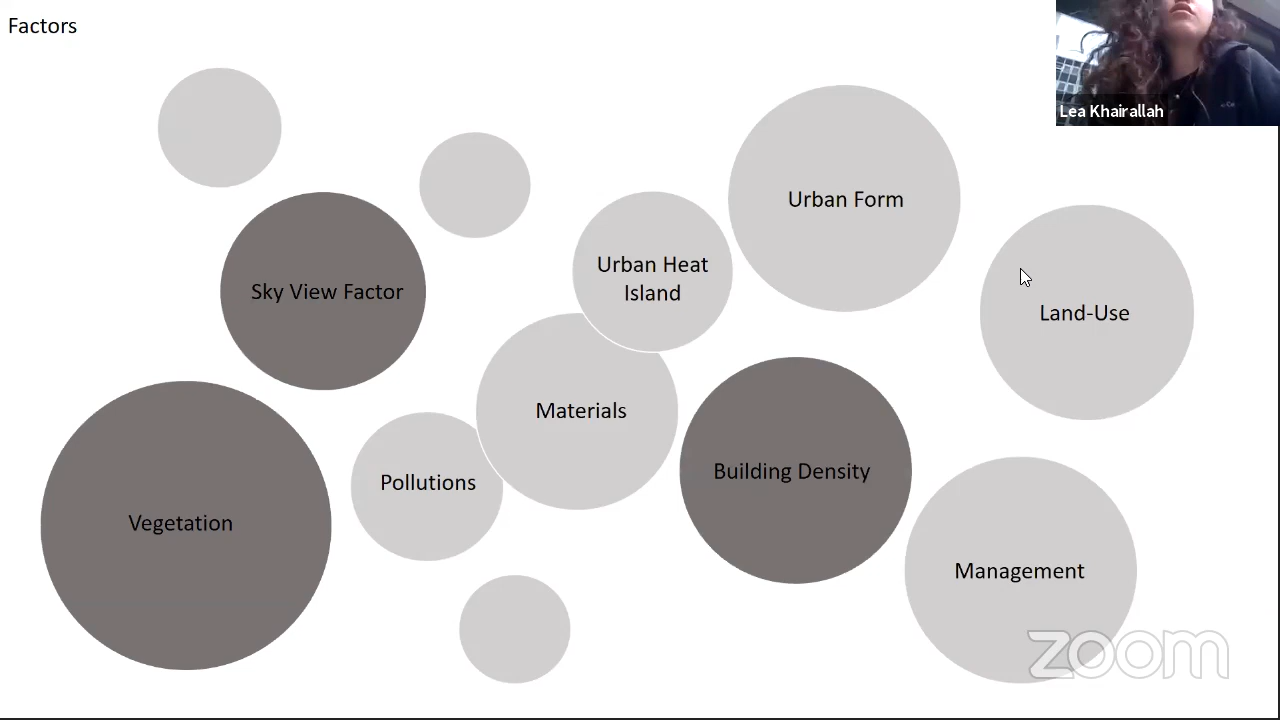 Factors
Lea Khairallah
Urban Form
Urban Heat
Island
Sky View Factor
Land-Use
Materials
Building Density
Pollutions
Vegetation
Management
zoom